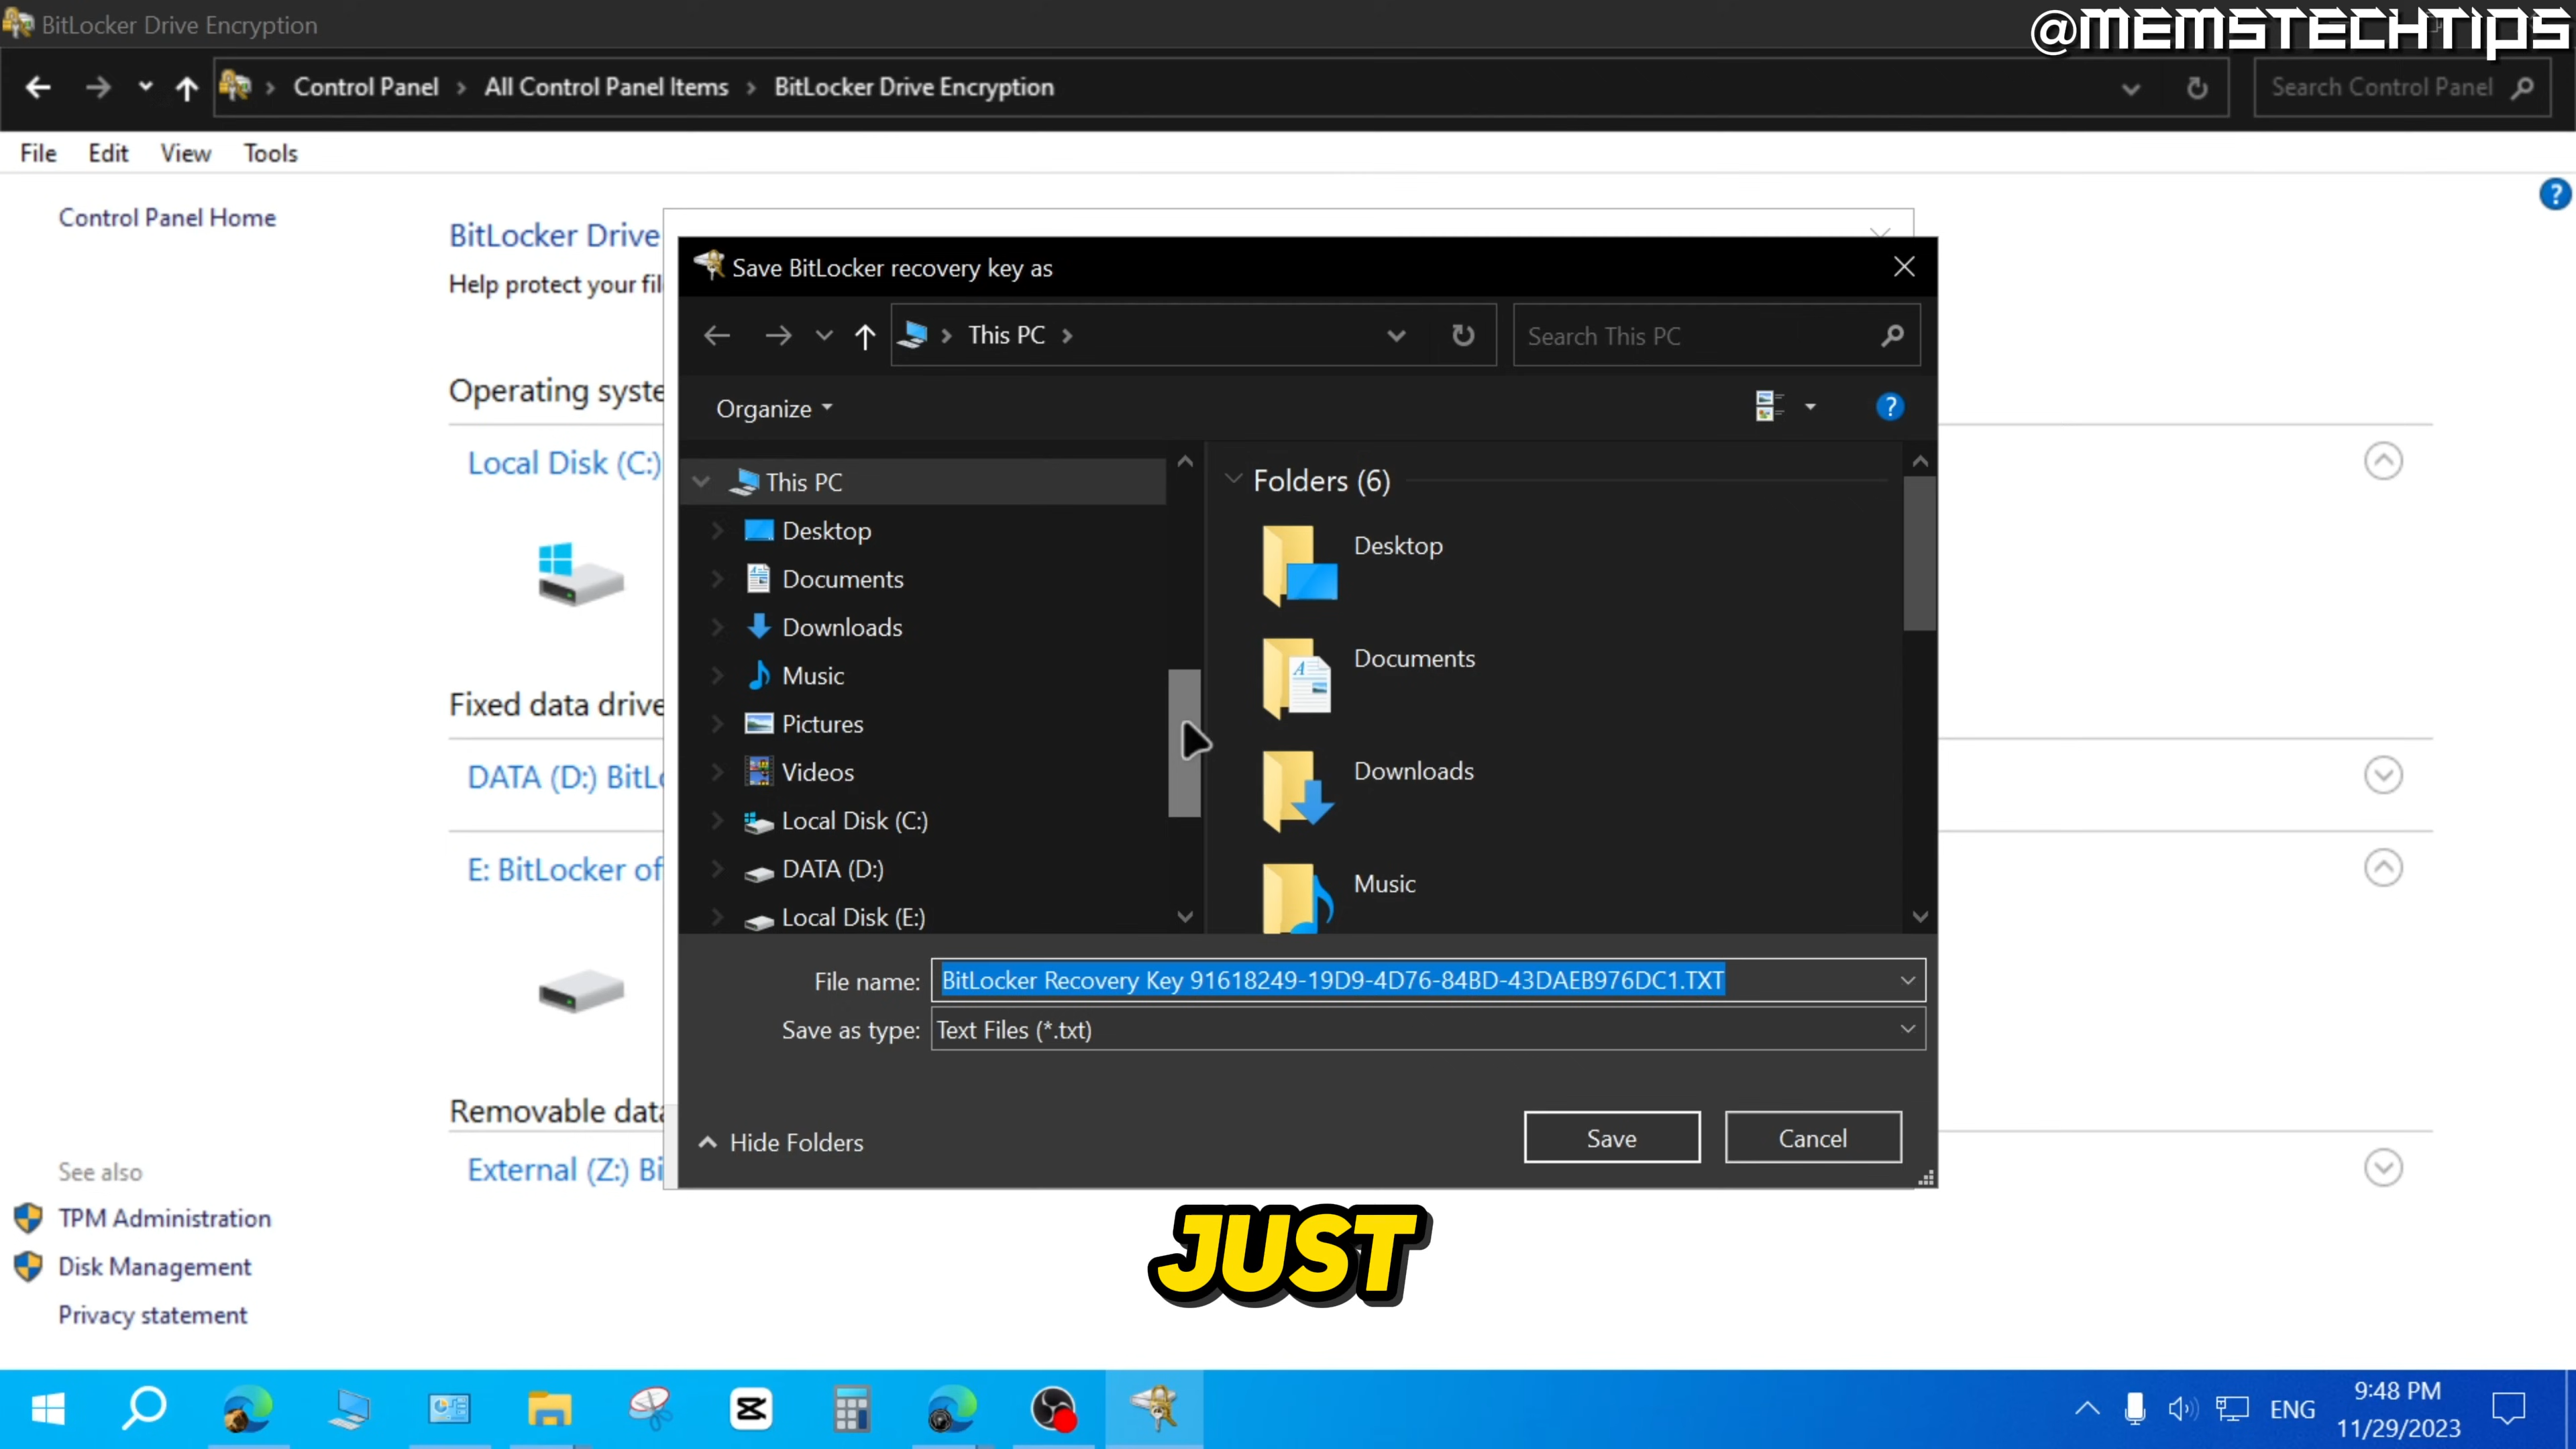 BitLocker Drive Encryption
@MEMSTECHTIPS
Control Panel
All Control Panel Items
BitLocker Drive Encryption
Search Control Panel
File
Edit
View
Tools
Control Panel Home
BitLocker Drive
Help protect your fil
Operating syste
Local Disk (C:)
Fixed data drive
DATA (D:) BitLo
E: BitLocker of
Removable data
External (Z:) Bi
See also
TPM Administration
Disk Management
Privacy statement
Save BitLocker recovery key as
This PC
Search This PC
Organize
This PC
Desktop
Documents
Downloads
Music
Pictures
Videos
Local Disk (C:)
DATA (D:)
Local Disk (E:)
Folders (6)
Desktop
Documents
Downloads
Music
File name:
BitLocker Recovery Key 91618249-19D9-4D76-84BD-43DAEB976DC1.TXT
Save as type:
Text Files (*.txt)
Hide Folders
Save
Cancel
JUST
ENG
9:48 PM
11/29/2023